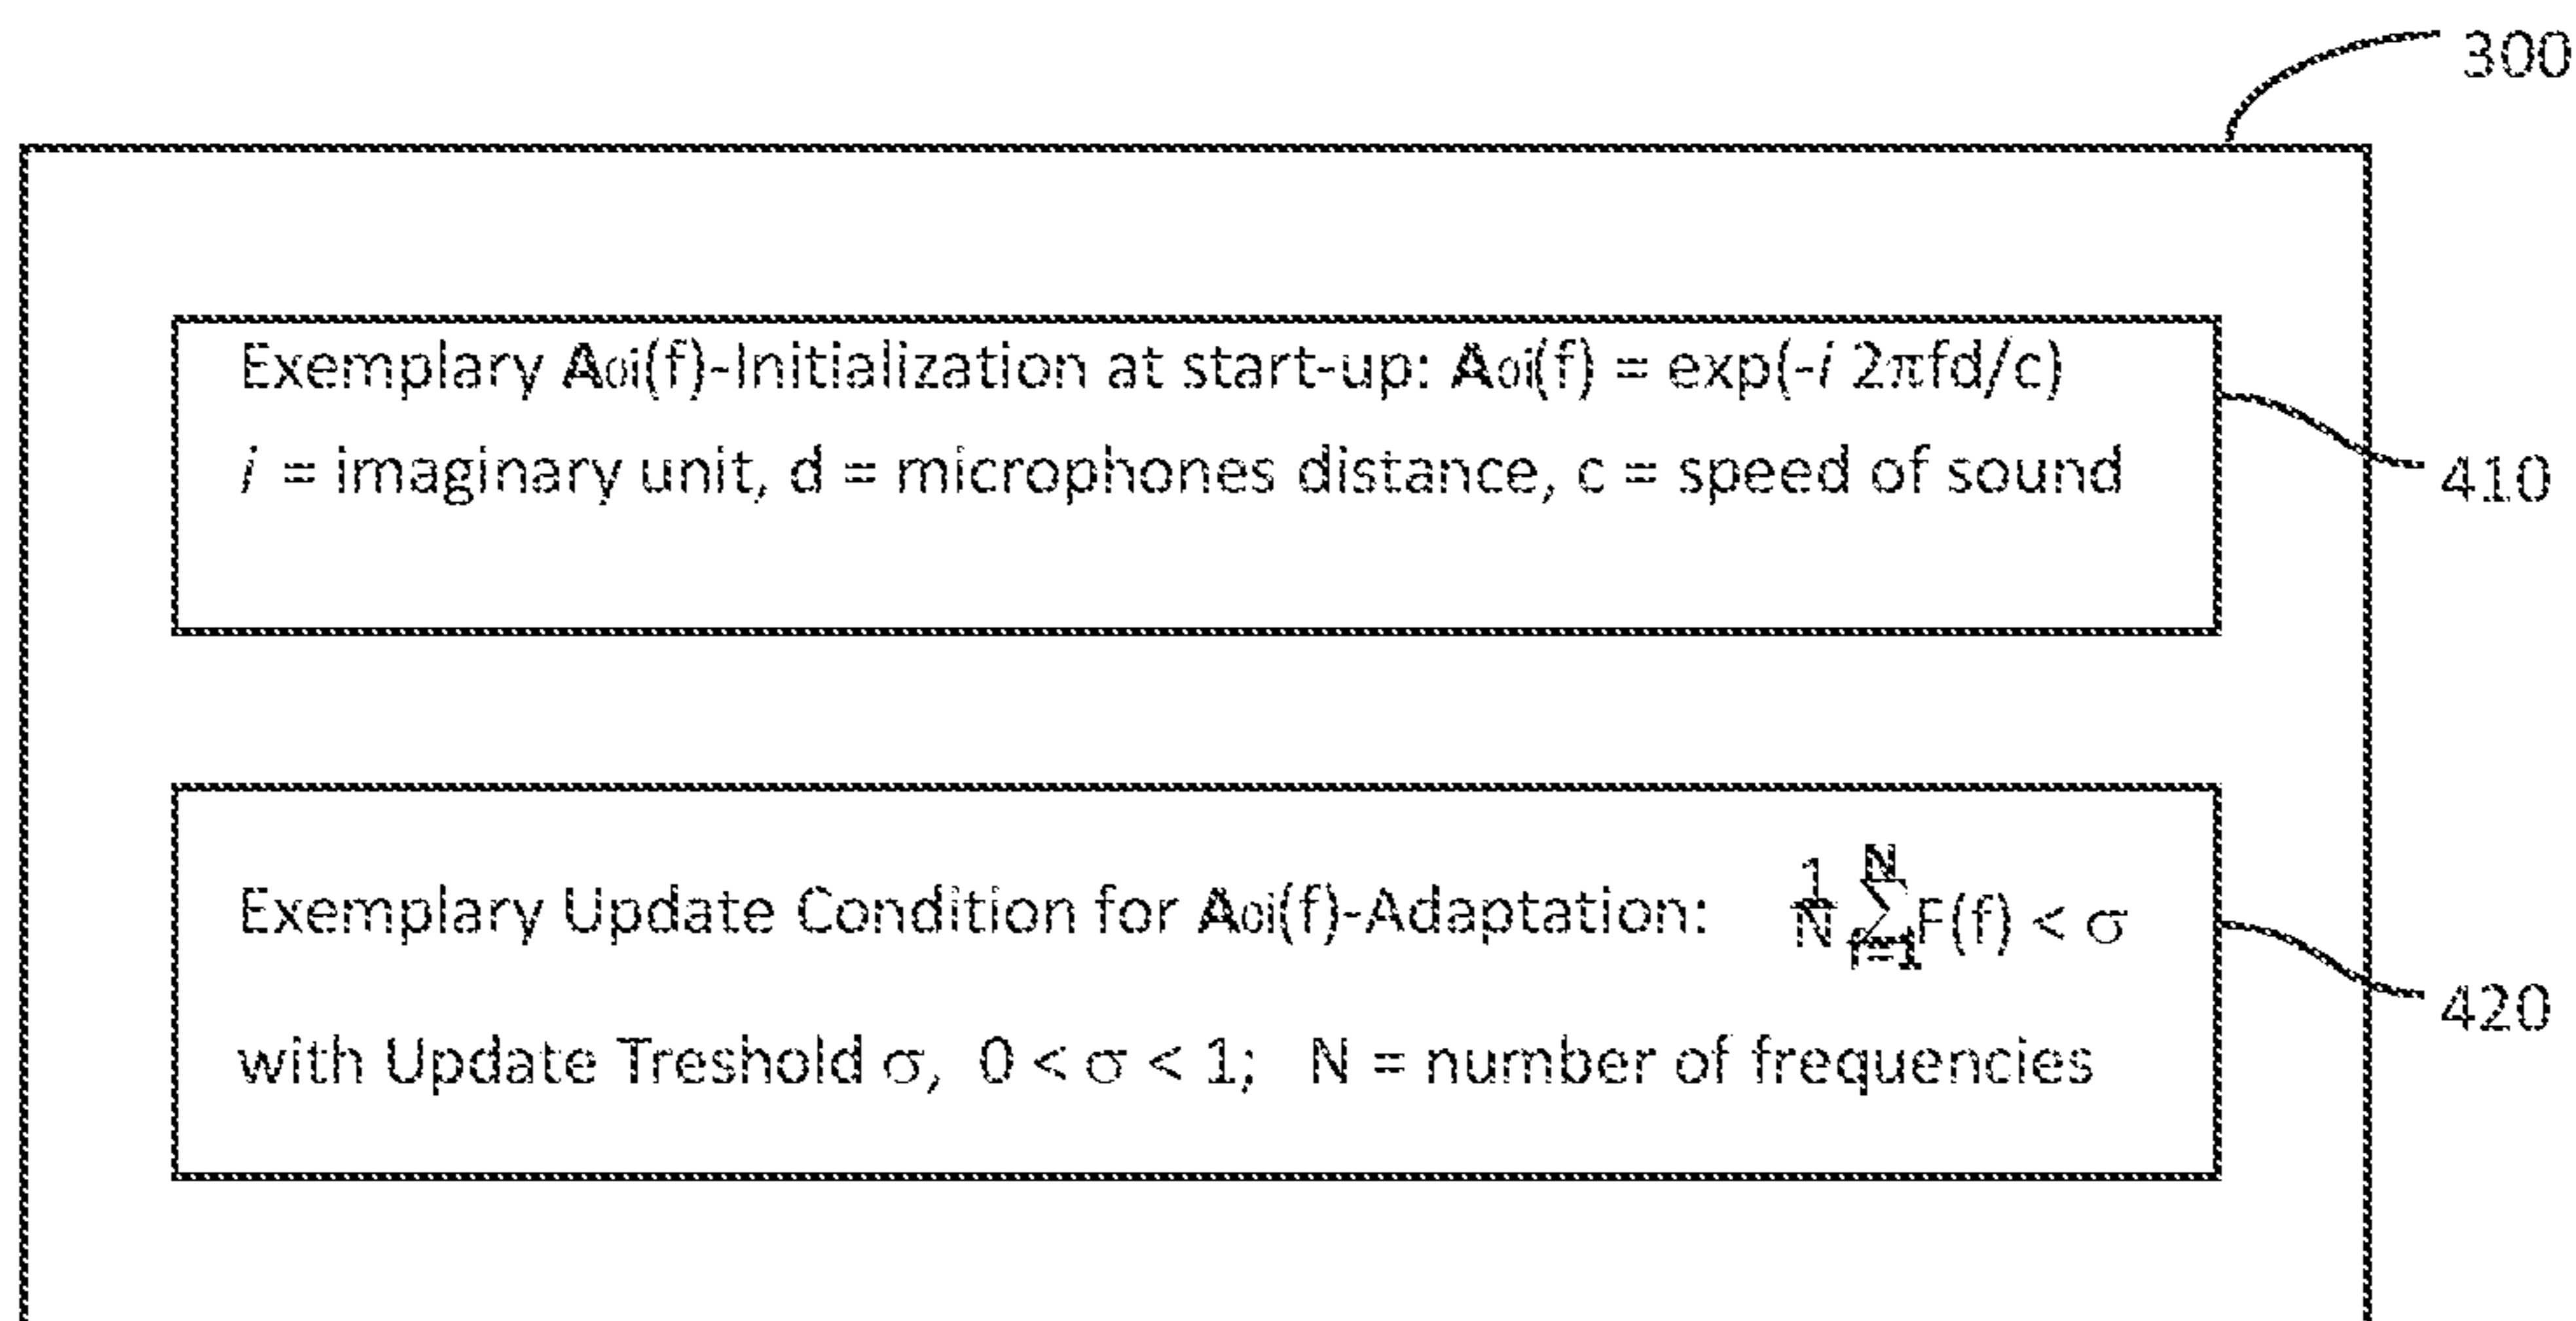 300
Exemplary A0i(f)-Initialization at start-up: A0i(f) = exp(-i 2πfd/c)
i = imaginary unit, d = microphones distance, c = speed of sound
410
Exemplary Update Condition for A0i(f)-Adaptation: 1/N N∑f=1 F(f) < σ
420
with Update Treshold σ, 0 < σ < 1; N = number of frequencies